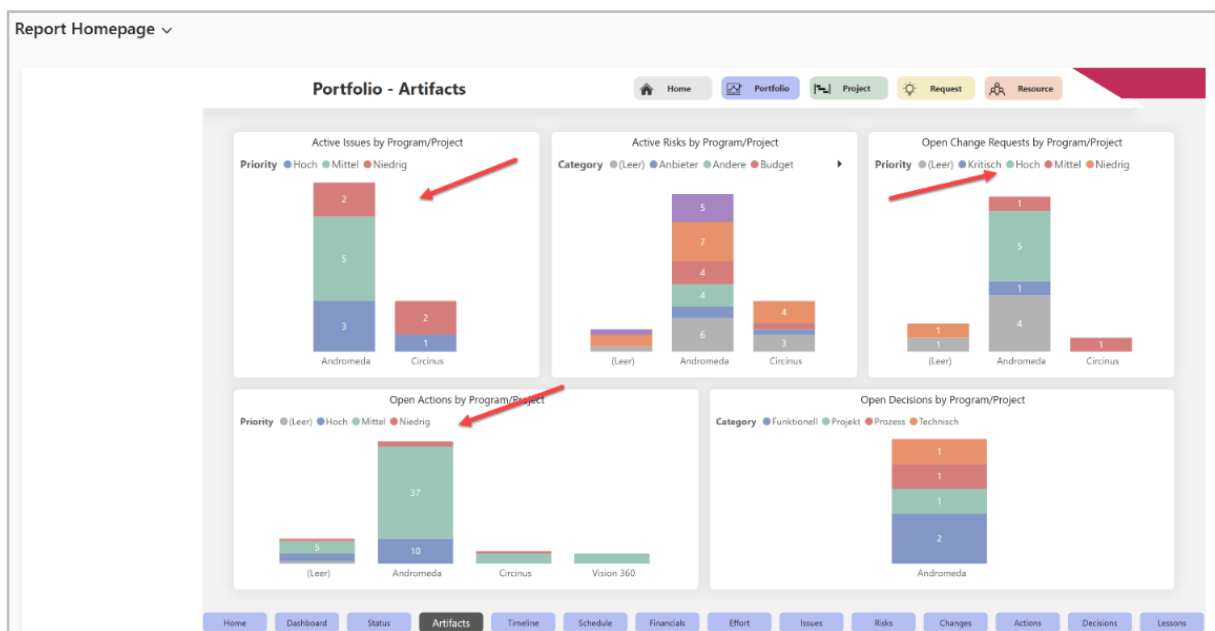 Report Homepage
Portfolio - Artifacts
Home
Portfolio
Project
Request
Resource
Active Issues by Program/Project
Priority Hoch Mittel Niedrig
2
5
3
2
1
Andromeda Circinus
Active Risks by Program/Project
Category (Leer) Anbieter Andere Budget
5
7
4
4
6
4
3
(Leer) Andromeda Circinus
Open Change Requests by Program/Project
Priority (Leer) Kritisch Hoch Mittel Niedrig
1
5
1
4
1
1
1
(Leer) Andromeda Circinus
Open Actions by Program/Project
Priority (Leer) Hoch Mittel Niedrig
37
5
10
(Leer) Andromeda Circinus Vision 360
Open Decisions by Program/Project
Category Funktionell Projekt Prozess Technisch
1
1
1
2
Andromeda
Home Dashboard Status Artifacts Timeline Schedule Financials Effort Issues Risks Changes Actions Decisions Lessons